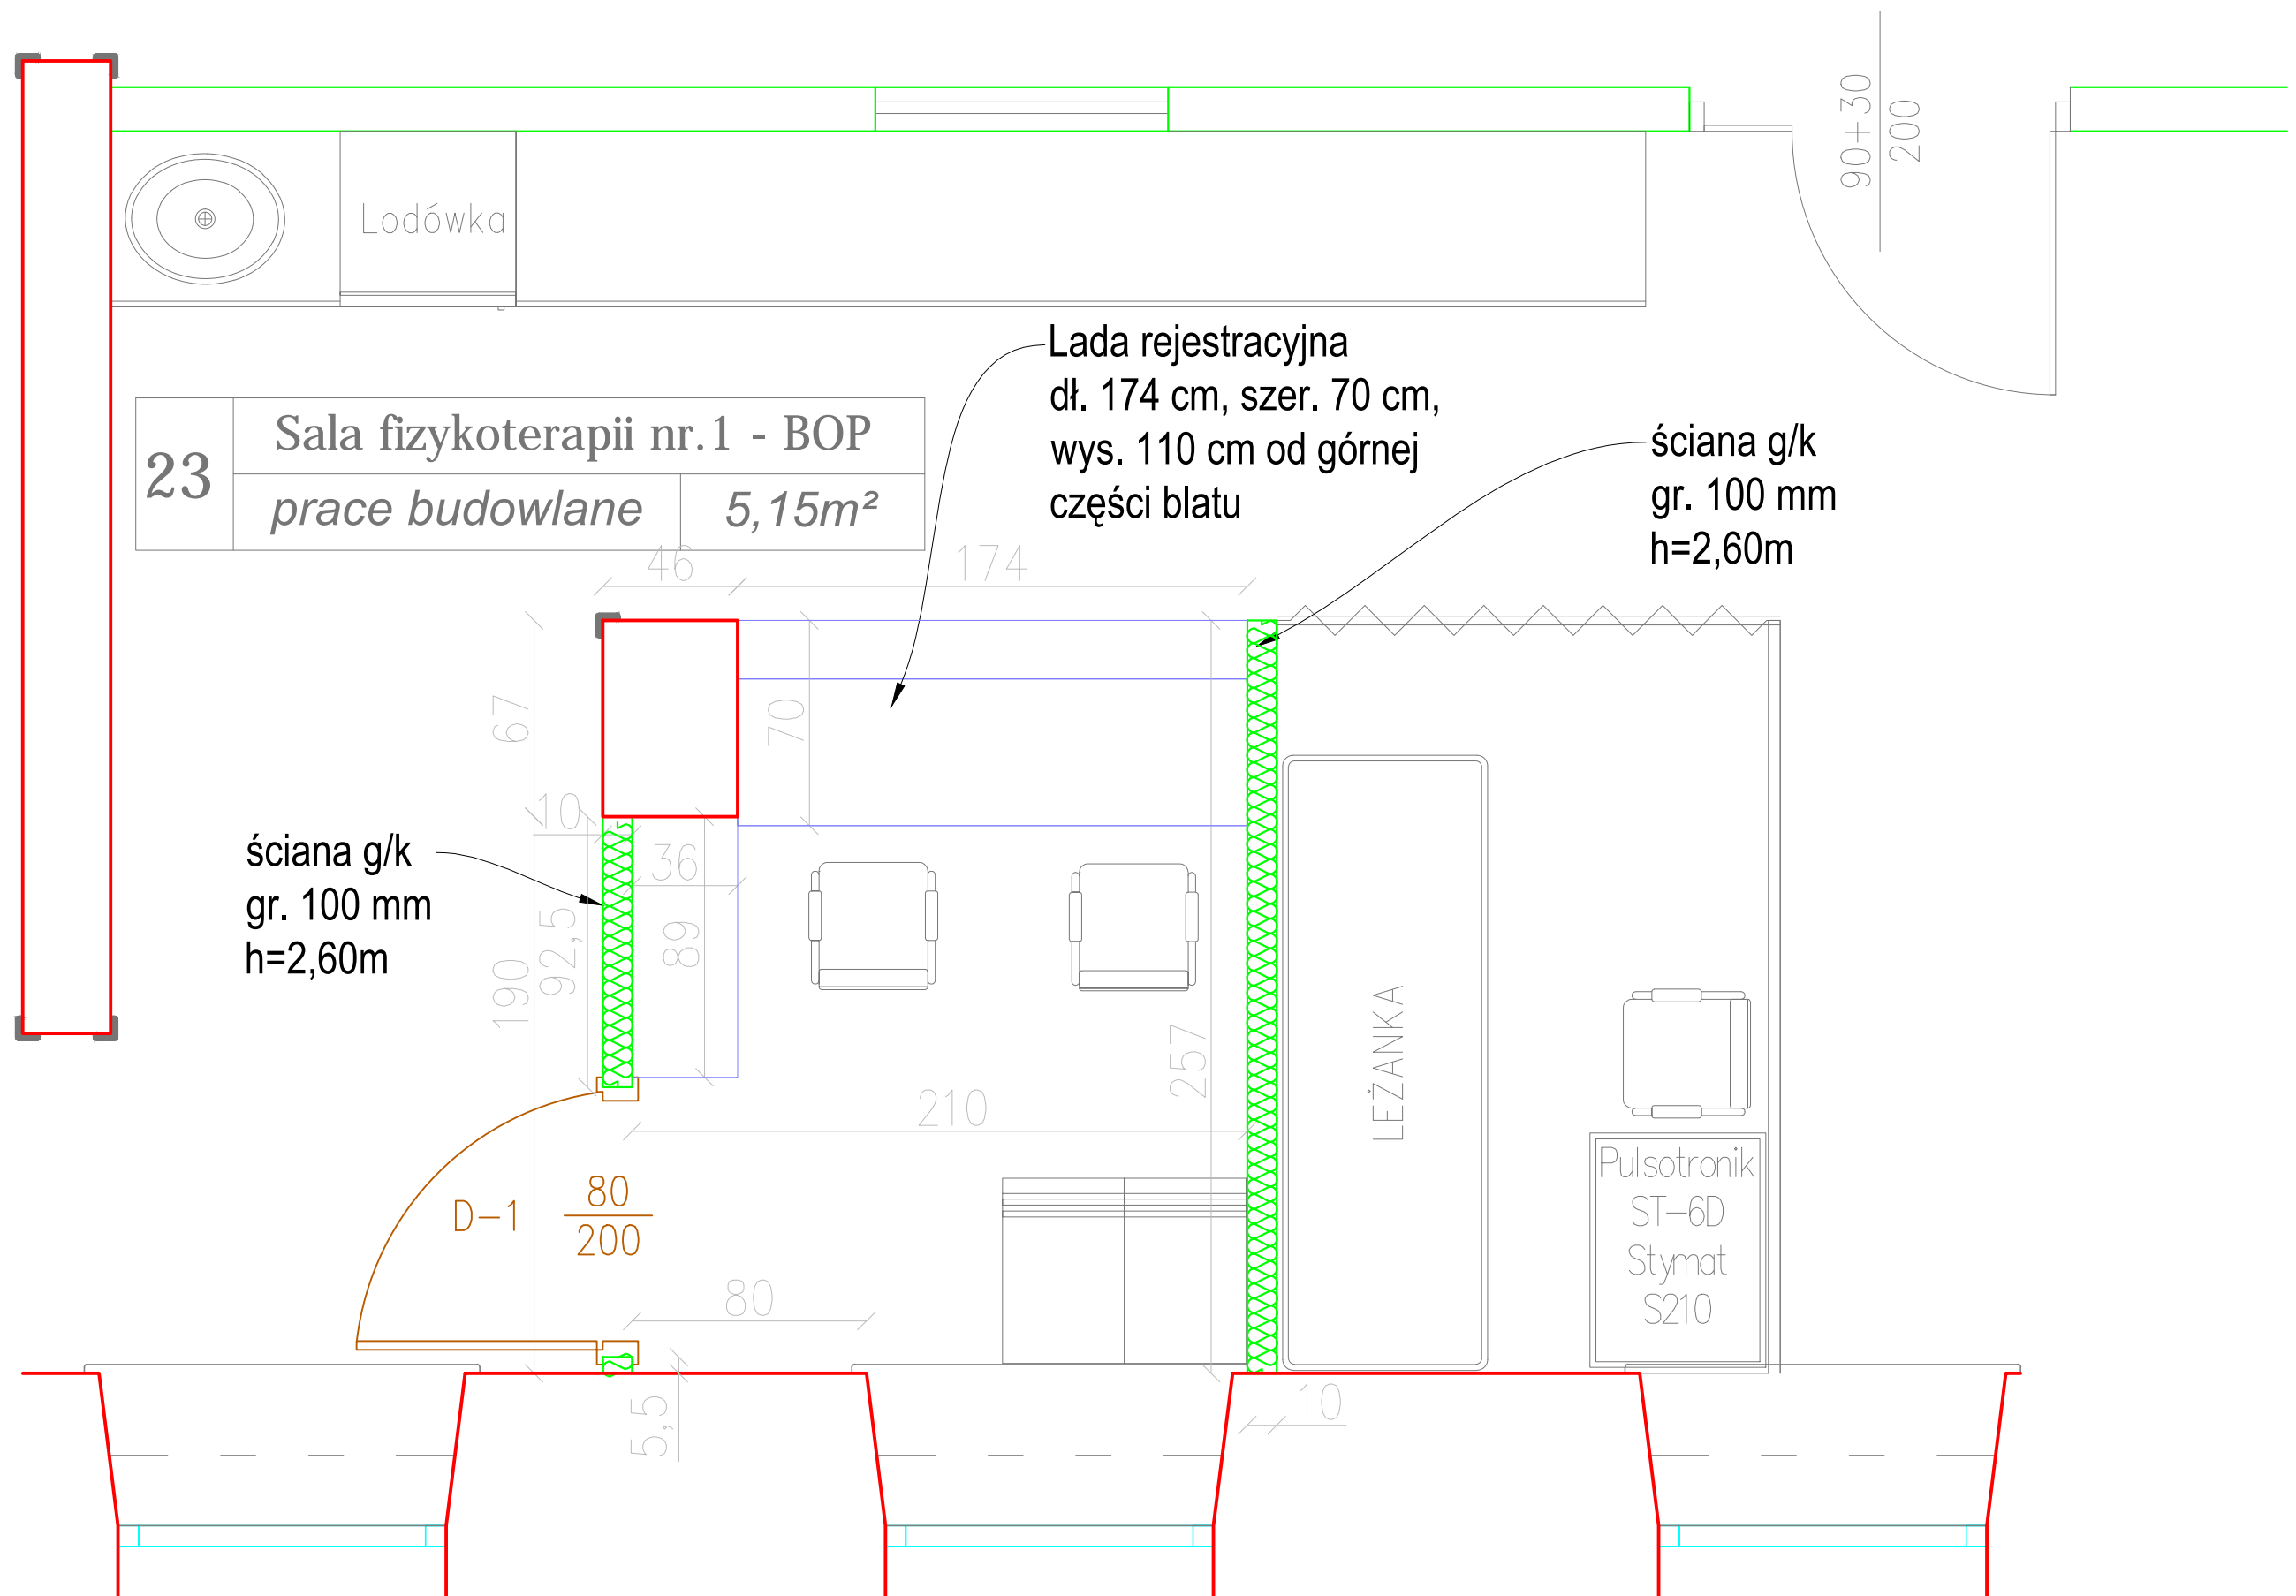 90+30
200
Lodówka
Lada rejestracyjna
dł. 174 cm, szer. 70 cm,
wys. 110 cm od górnej
części blatu
ściana g/k
gr. 100 mm
h=2,60m
23
Sala fizykoterapii nr.1 - BOP
prace budowlane
5,15m²
46
174
67
70
10
36
ściana g/k
gr. 100 mm
h=2,60m
92,5
89
190
257
210
LEŻANKA
D-1
80
200
80
Pulsotronik
ST-6D
Stymat
S210
5,5
10